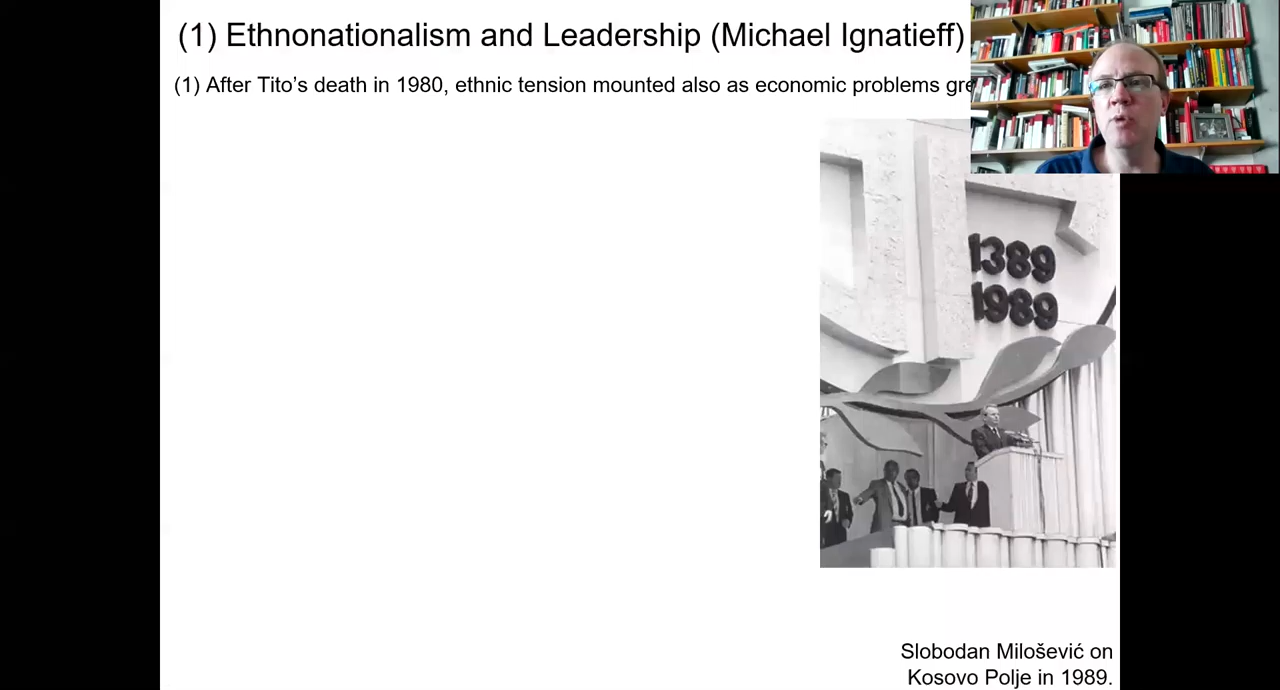 (1) Ethnonationalism and Leadership (Michael Ignatieff)
(1) After Tito's death in 1980, ethnic tension mounted also as economic problems
1389
1989
Slobodan Milošević on
Kosovo Polje in 1989.